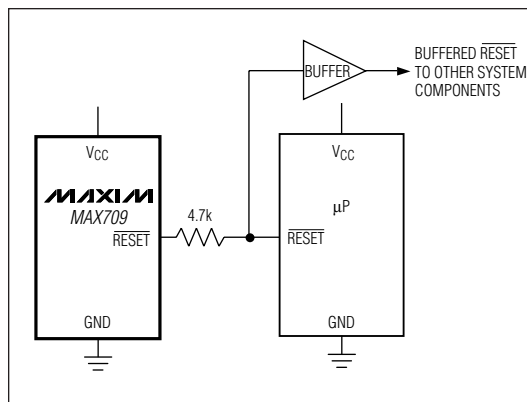 BUFFER
BUFFERED RESET
TO OTHER SYSTEM
COMPONENTS
VCC
MAXIM
MAX709
RESET
GND
4.7k
VCC
μP
RESET
GND